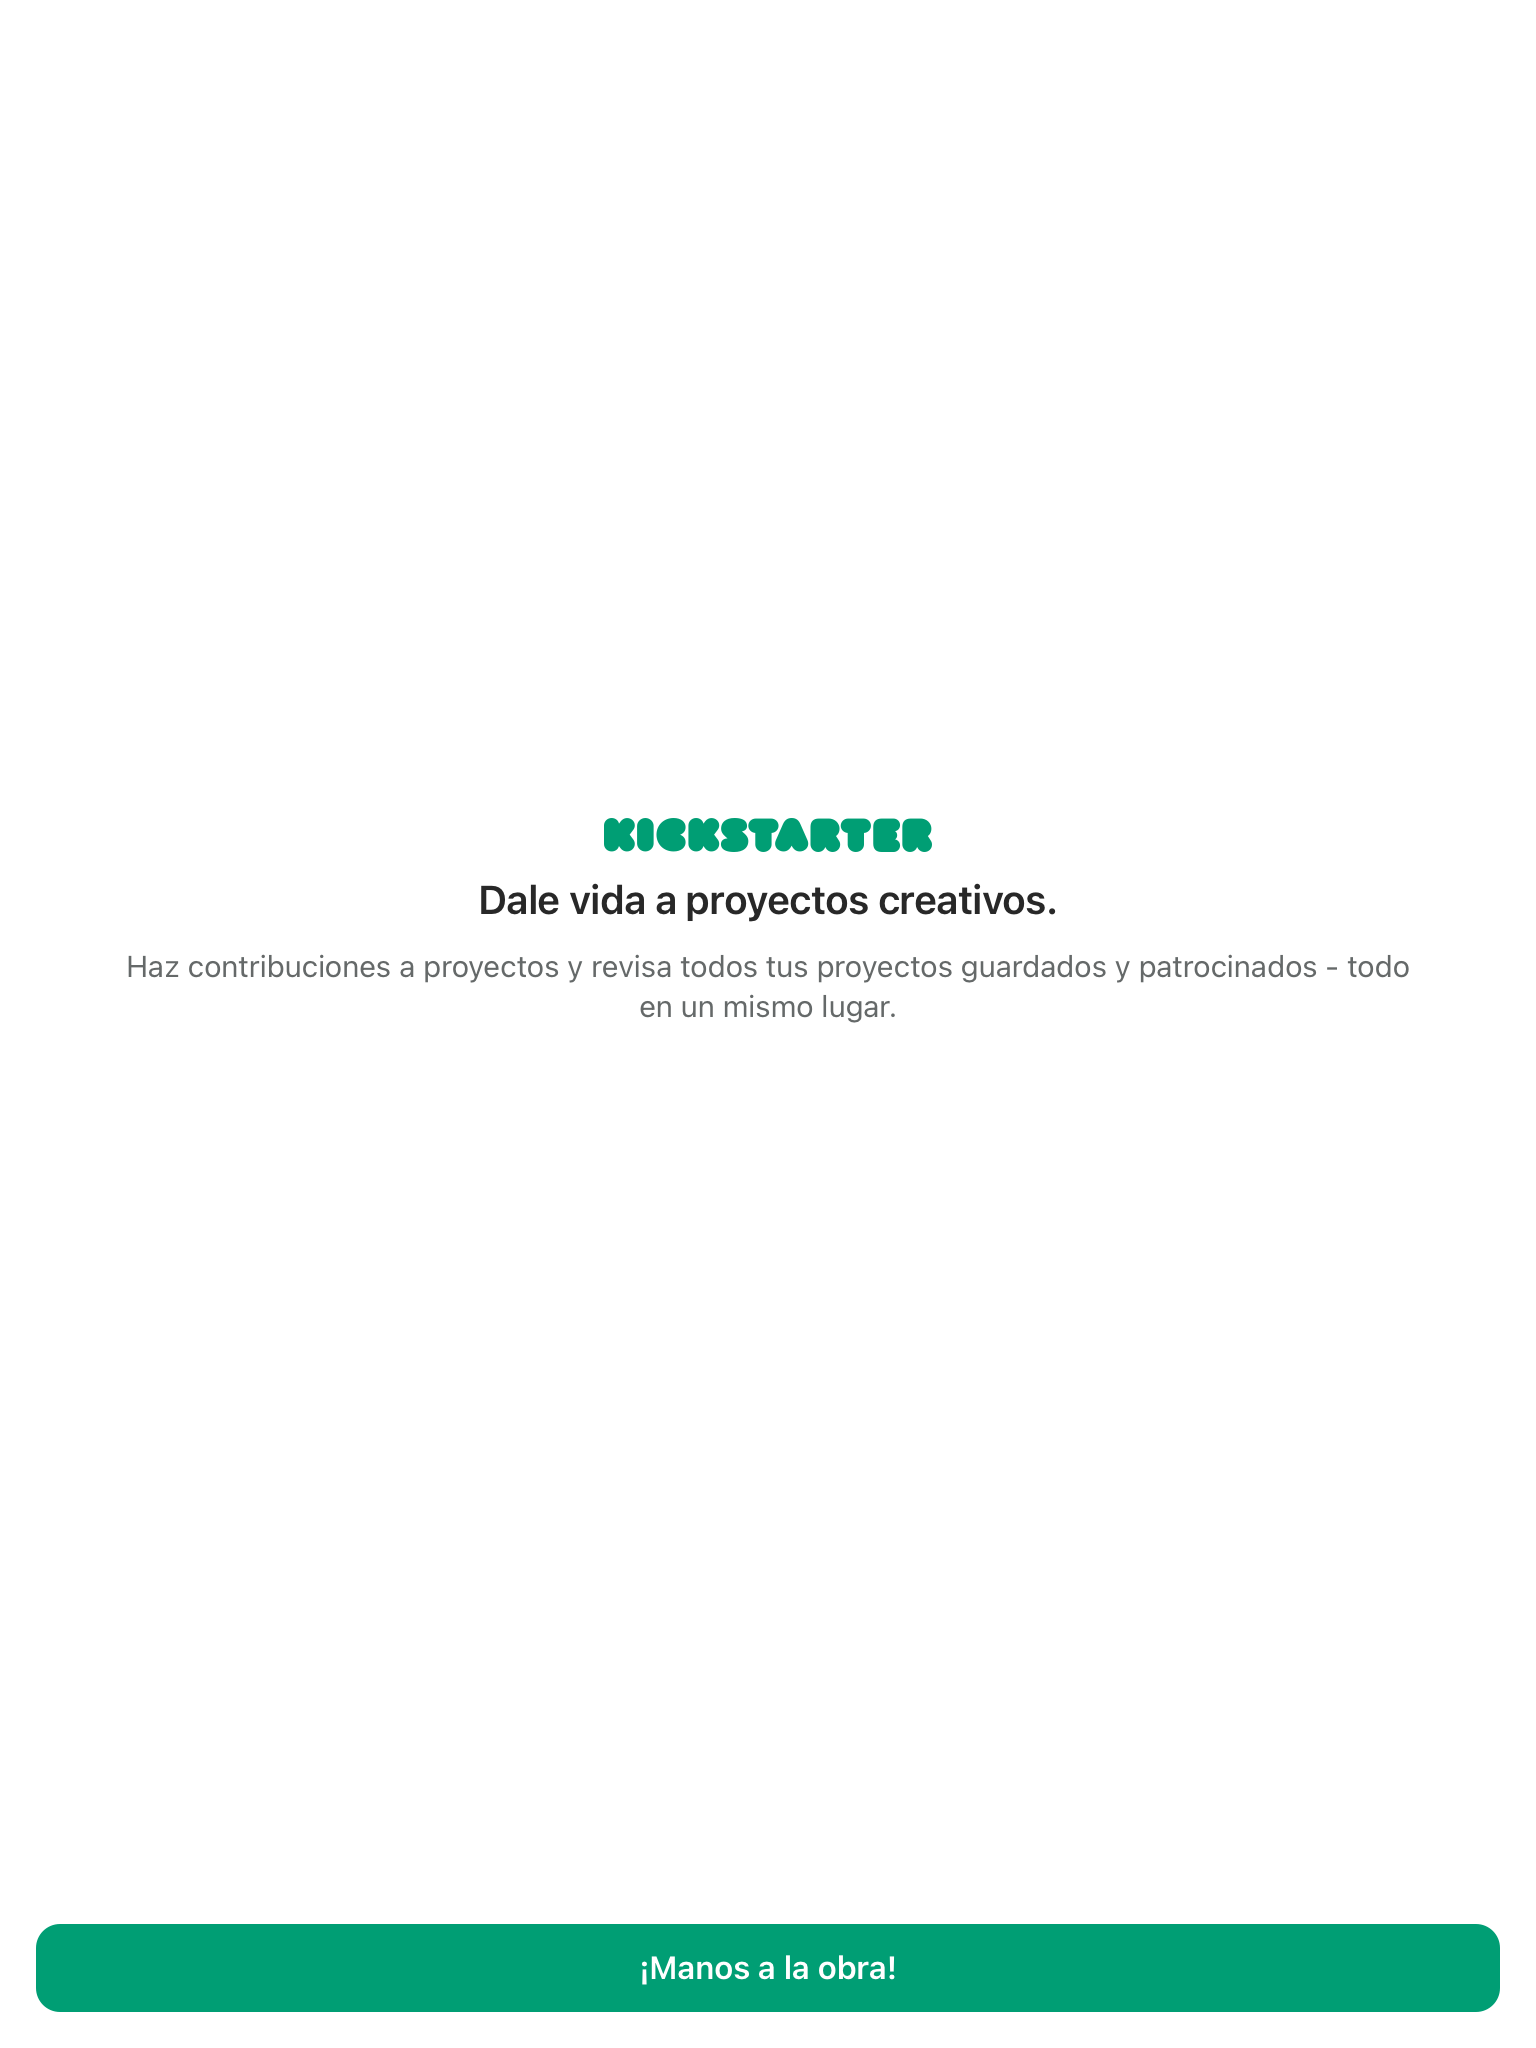 KICKSTARTER
Dale vida a proyectos creativos.
Haz contribuciones a proyectos y revisa todos tus proyectos guardados y patrocinados - todo
en un mismo lugar.
¡Manos a la obra!